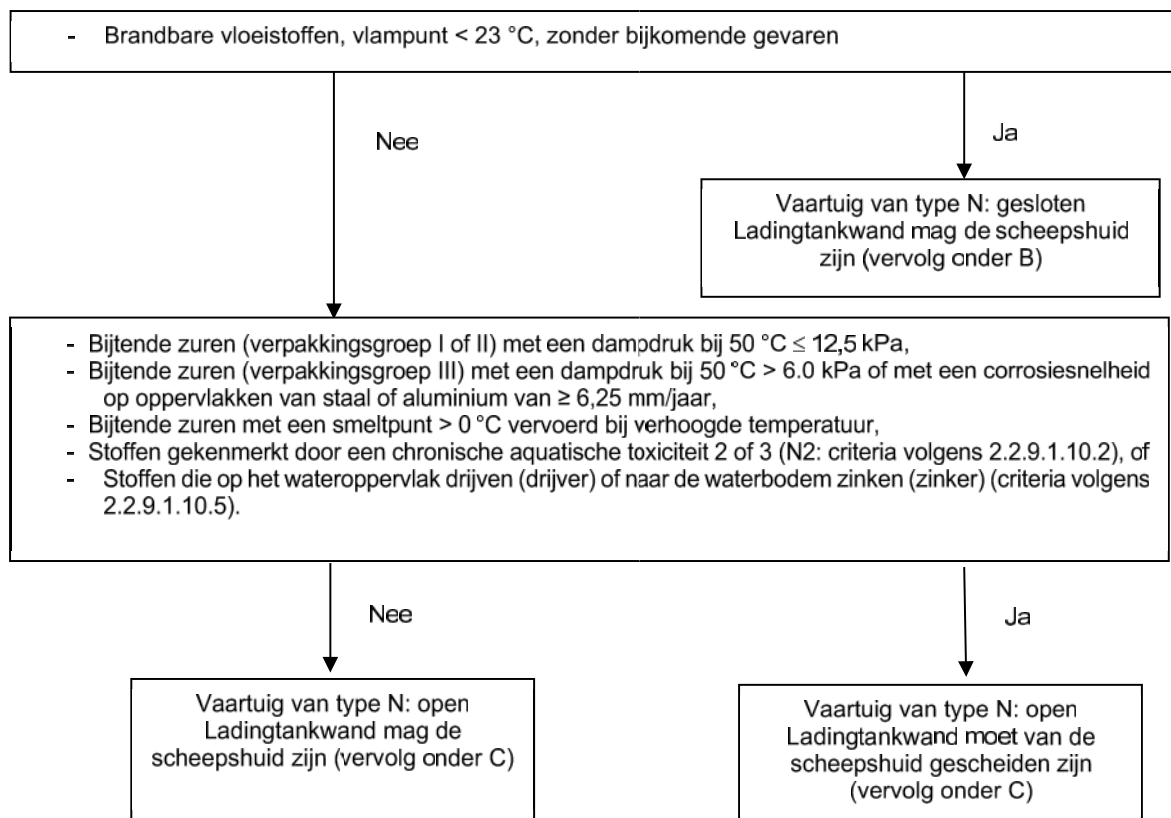 - Brandbare vloeistoffen, vlampunt < 23 °C, zonder bijkomende gevaren
Nee
Ja
Vaartuig van type N: gesloten
Ladingtankwand mag de scheepshuid
zijn (vervolg onder B)
- Bijtende zuren (verpakkingsgroep I of II) met een dampdruk bij 50 °C ≤ 12,5 kPa,
- Bijtende zuren (verpakkingsgroep III) met een dampdruk bij 50 °C > 6.0 kPa of met een corrosiesnelheid
op oppervlakken van staal of aluminium van ≥ 6,25 mm/jaar,
- Bijtende zuren met een smeltpunt > 0 °C vervoerd bij verhoogde temperatuur,
- Stoffen gekenmerkt door een chronische aquatische toxiciteit 2 of 3 (N2: criteria volgens 2.2.9.1.10.2), of
- Stoffen die op het wateroppervlak drijven (drijver) of naar de waterbodem zinken (zinker) (criteria volgens
2.2.9.1.10.5).
Nee
Ja
Vaartuig van type N: open
Ladingtankwand mag de
scheepshuid zijn (vervolg onder C)
Vaartuig van type N: open
Ladingtankwand moet van de
scheepshuid gescheiden zijn
(vervolg onder C)